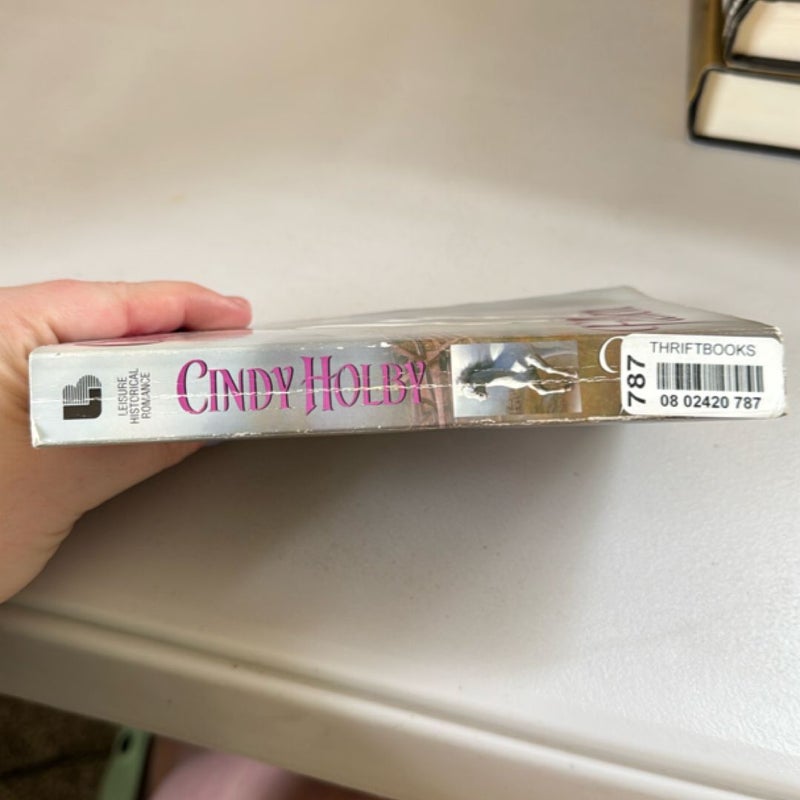 LEISURE
HISTORICAL
ROMANCE
CINDY HOLBY
787
THRIFTBOOKS
08 02420 787